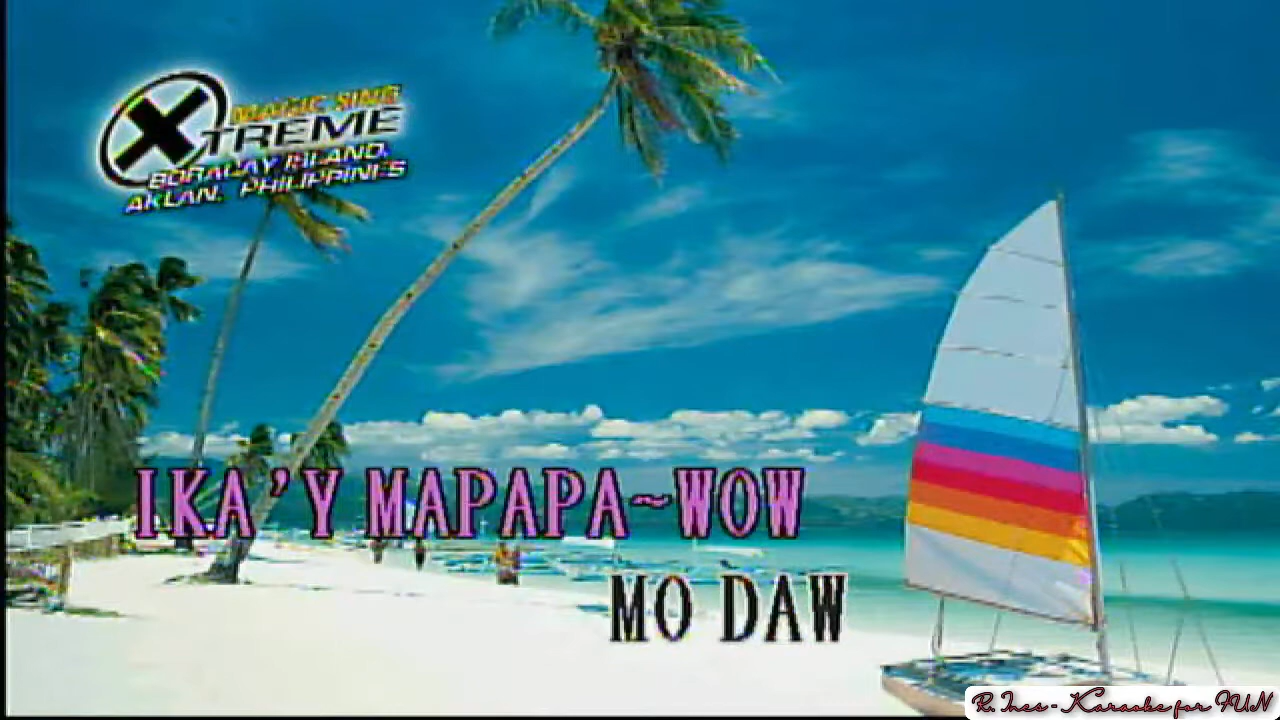 MAGIC SING
XTREME
BORACAY ISLAND,
AKLAN, PHILIPPINES
IKA'Y MAPAPA~WOW
MO DAW
R. Ines - Karaoke for FUN